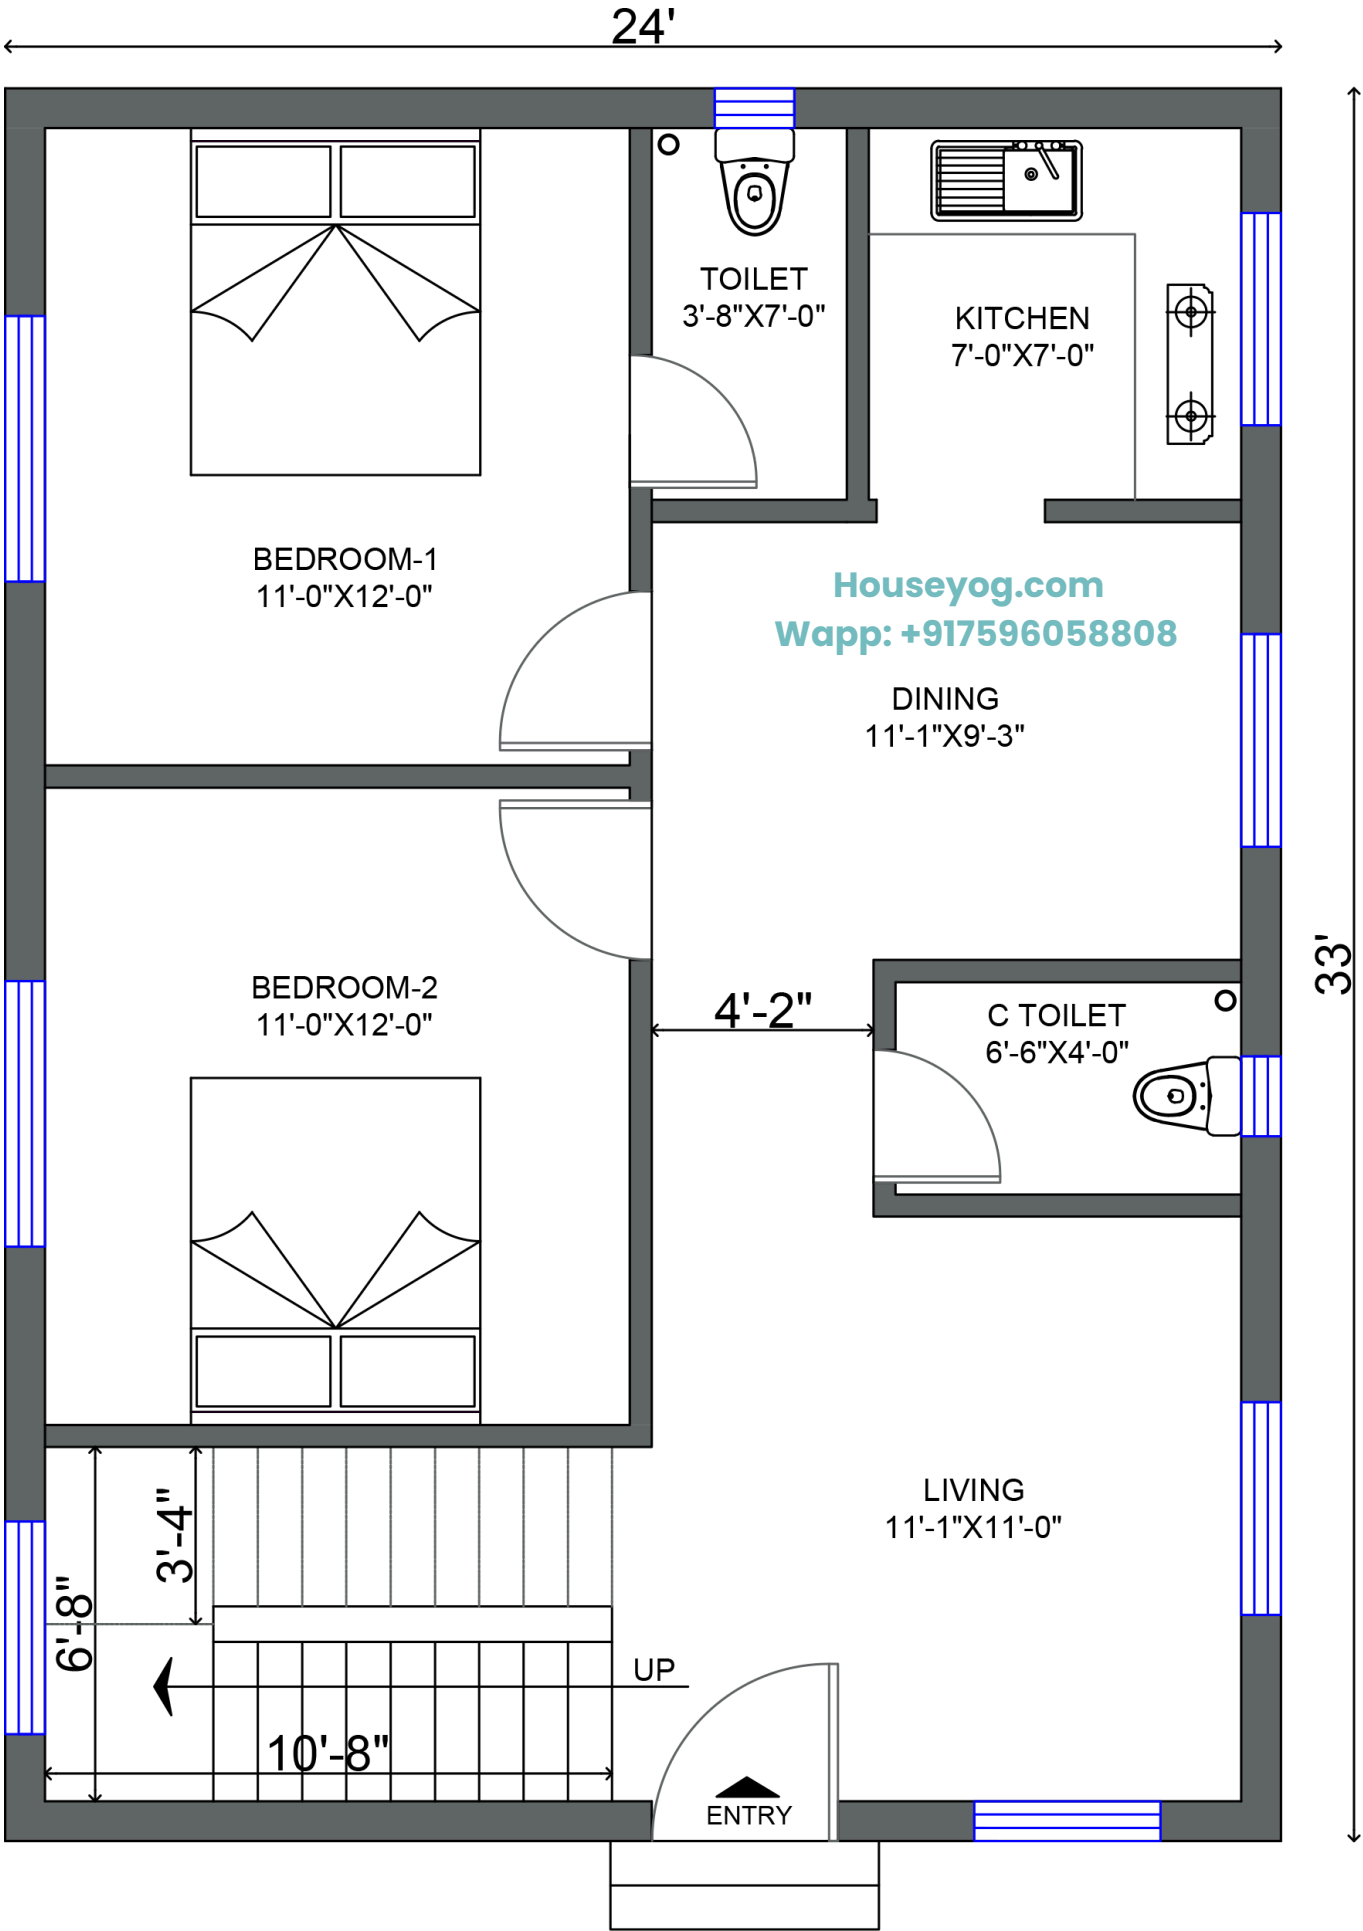 24'
TOILET
3'-8"X7'-0"
KITCHEN
7'-0"X7'-0"
BEDROOM-1
11'-0"X12'-0"
Houseyog.com
Wapp: +917596058808
DINING
11'-1"X9'-3"
33'
BEDROOM-2
11'-0"X12'-0"
4'-2"
C TOILET
6'-6"X4'-0"
LIVING
11'-1"X11'-0"
3'-4"
6'-8"
UP
10'-8"
ENTRY